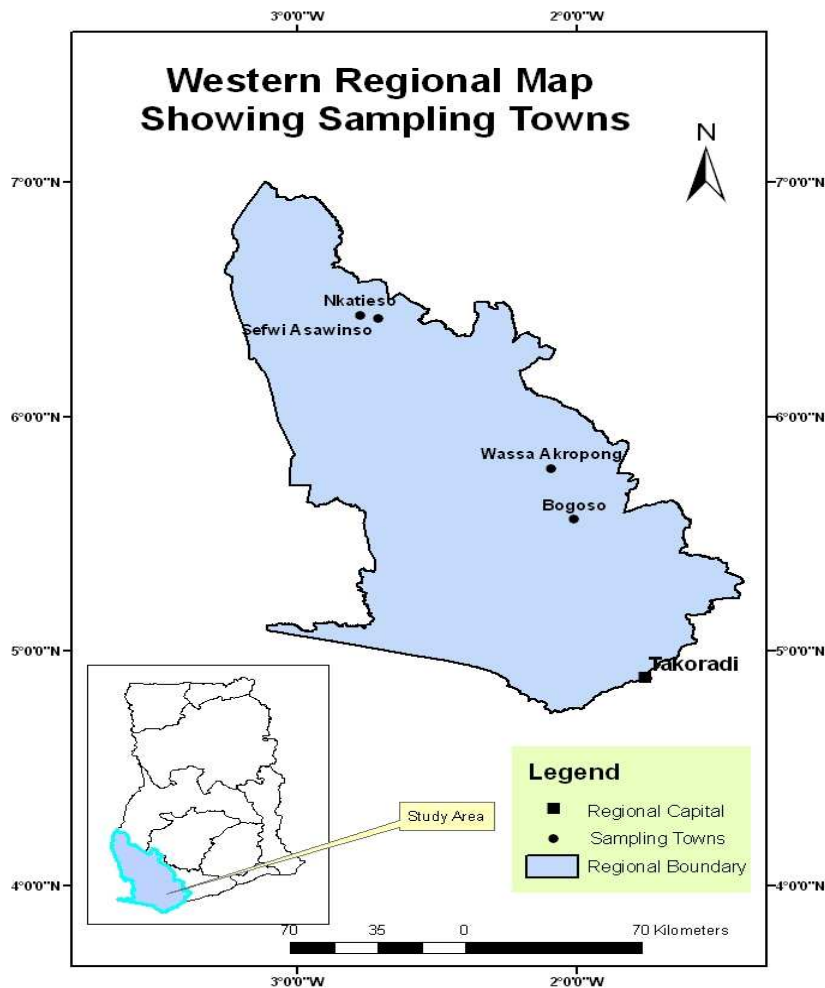 3°0'0"W 2°0'0"W
Western Regional Map
Showing Sampling Towns
N
7°0'0"N 7°0'0"N
Nkatieso
Sefwi Asawinso
6°0'0"N 6°0'0"N
Wassa Akropong
Bogoso
5°0'0"N 5°0'0"N
Takoradi
Legend
Regional Capital
Study Area
Sampling Towns
Regional Boundary
4°0'0"N 4°0'0"N
70 35 0 70 Kilometers
3°0'0"W 2°0'0"W